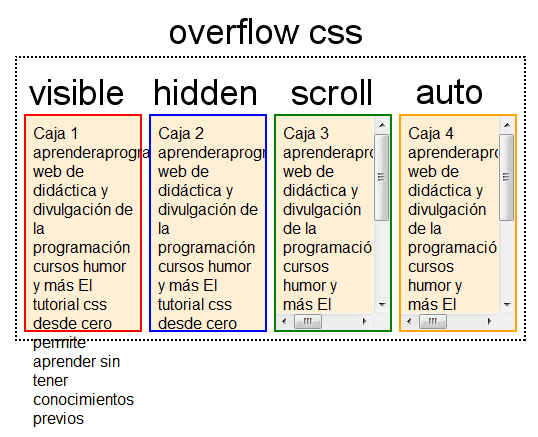 overflow css
visible
hidden
scroll
auto
Caja 1
aprenderaprogra
web de
didáctica y
divulgación de
la
programación
cursos humor
y más El
tutorial css
desde cero
permite
aprender sin
tener
conocimientos
previos
Caja 2
aprenderaprogr
web de
didáctica y
divulgación de
la
programación
cursos humor
y más El
tutorial css
desde cero
Caja 3
aprenderapro
web de
didáctica y
divulgación
de la
programación
cursos
humor y
más El
Caja 4
aprenderapro
web de
didáctica y
divulgación
de la
programación
cursos
humor y
más El